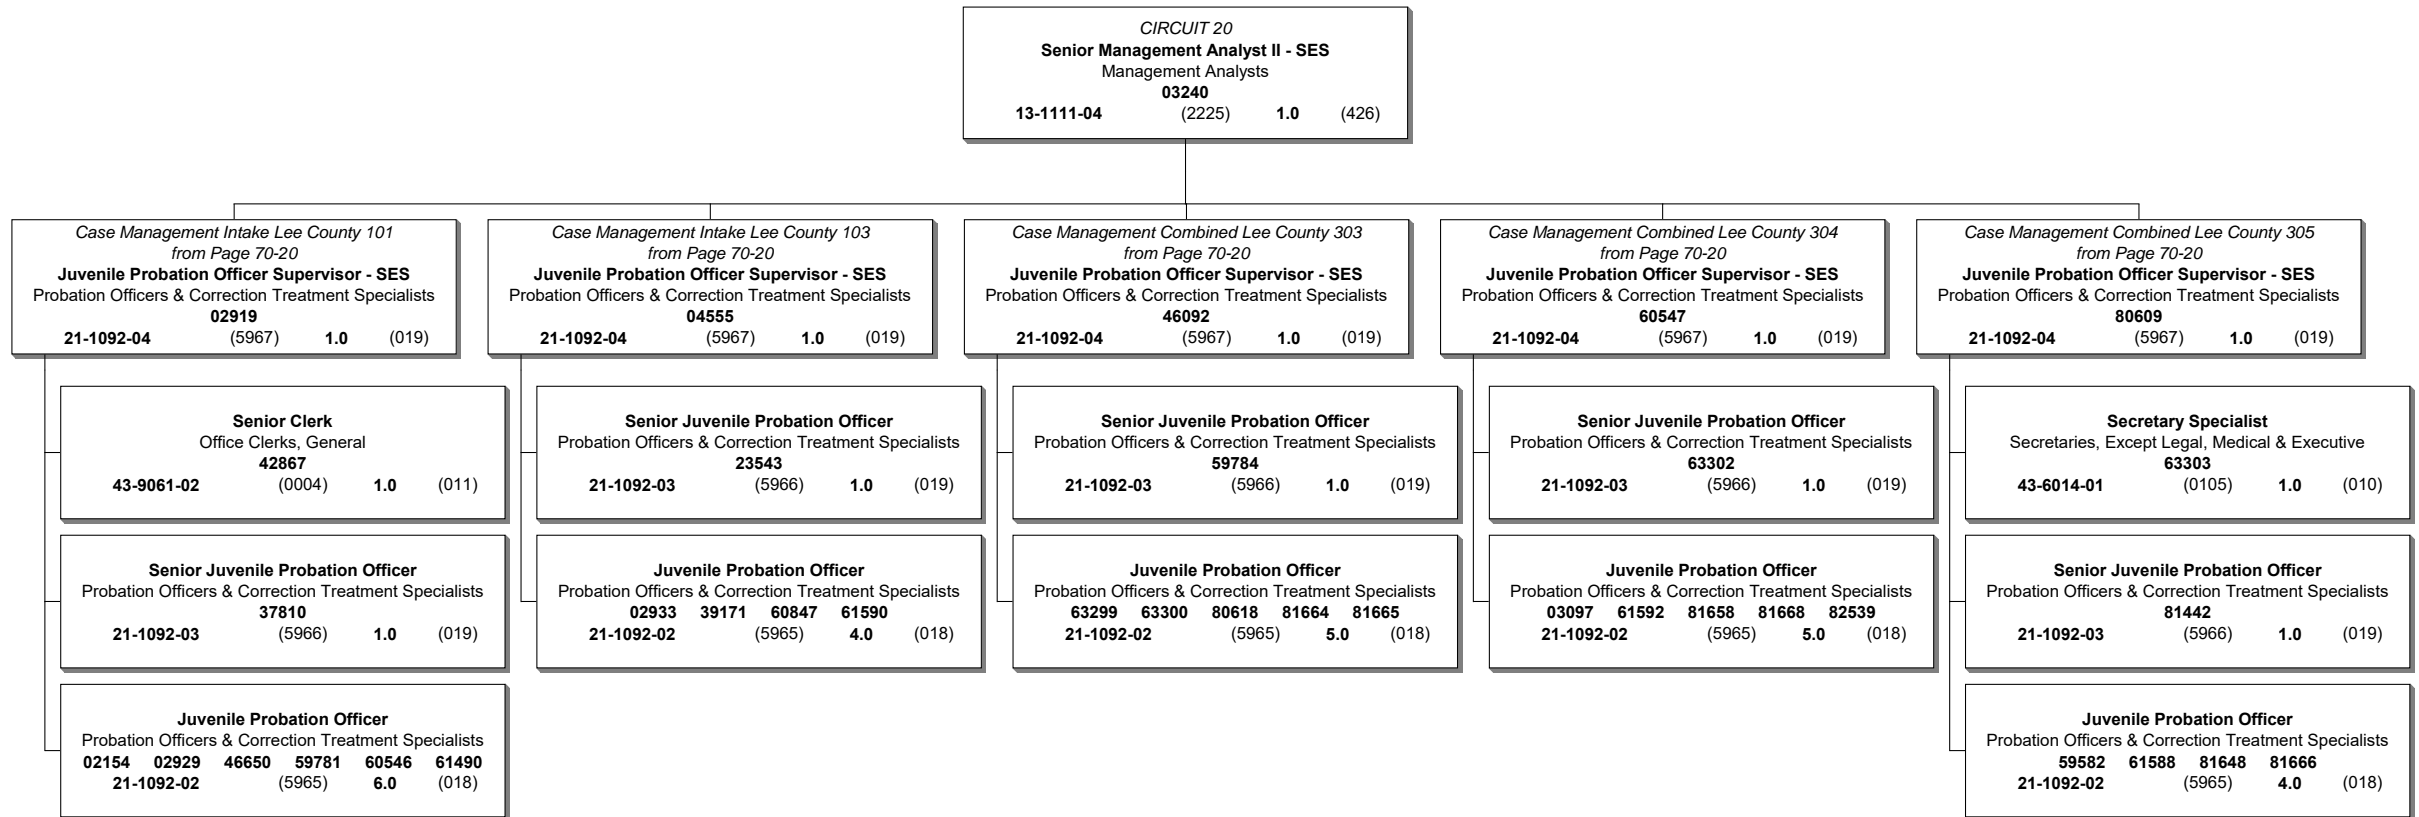 CIRCUIT 20
Senior Management Analyst II - SES
Management Analysts
03240
13-1111-04 (2225) 1.0 (426)
Case Management Intake Lee County 101
from Page 70-20
Juvenile Probation Officer Supervisor - SES
Probation Officers & Correction Treatment Specialists
02919
21-1092-04 (5967) 1.0 (019)
Senior Clerk
Office Clerks, General
42867
43-9061-02 (0004) 1.0 (011)
Senior Juvenile Probation Officer
Probation Officers & Correction Treatment Specialists
37810
21-1092-03 (5966) 1.0 (019)
Juvenile Probation Officer
Probation Officers & Correction Treatment Specialists
02154 02929 46650 59781 60546 61490
21-1092-02 (5965) 6.0 (018)
Case Management Intake Lee County 103
from Page 70-20
Juvenile Probation Officer Supervisor - SES
Probation Officers & Correction Treatment Specialists
04555
21-1092-04 (5967) 1.0 (019)
Senior Juvenile Probation Officer
Probation Officers & Correction Treatment Specialists
23543
21-1092-03 (5966) 1.0 (019)
Juvenile Probation Officer
Probation Officers & Correction Treatment Specialists
02933 39171 60847 61590
21-1092-02 (5965) 4.0 (018)
Case Management Combined Lee County 303
from Page 70-20
Juvenile Probation Officer Supervisor - SES
Probation Officers & Correction Treatment Specialists
46092
21-1092-04 (5967) 1.0 (019)
Senior Juvenile Probation Officer
Probation Officers & Correction Treatment Specialists
59784
21-1092-03 (5966) 1.0 (019)
Juvenile Probation Officer
Probation Officers & Correction Treatment Specialists
63299 63300 80618 81664 81665
21-1092-02 (5965) 5.0 (018)
Case Management Combined Lee County 304
from Page 70-20
Juvenile Probation Officer Supervisor - SES
Probation Officers & Correction Treatment Specialists
60547
21-1092-04 (5967) 1.0 (019)
Senior Juvenile Probation Officer
Probation Officers & Correction Treatment Specialists
63302
21-1092-03 (5966) 1.0 (019)
Juvenile Probation Officer
Probation Officers & Correction Treatment Specialists
03097 61592 81658 81668 82539
21-1092-02 (5965) 5.0 (018)
Case Management Combined Lee County 305
from Page 70-20
Juvenile Probation Officer Supervisor - SES
Probation Officers & Correction Treatment Specialists
80609
21-1092-04 (5967) 1.0 (019)
Secretary Specialist
Secretaries, Except Legal, Medical & Executive
63303
43-6014-01 (0105) 1.0 (010)
Senior Juvenile Probation Officer
Probation Officers & Correction Treatment Specialists
81442
21-1092-03 (5966) 1.0 (019)
Juvenile Probation Officer
Probation Officers & Correction Treatment Specialists
59582 61588 81648 81666
21-1092-02 (5965) 4.0 (018)